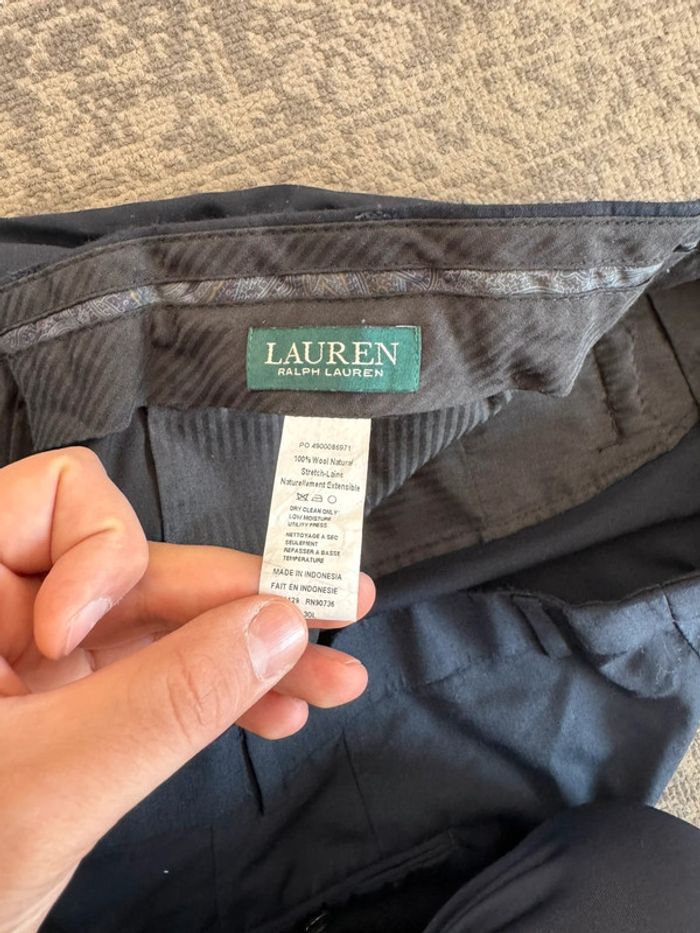 LAUREN
RALPH LAUREN
PO 4900086971
100% Wool Natural
Stretch-Laine
Naturellement Extensible
DRY CLEAN ONLY
LOW MOISTURE
UTILITY PRESS
NETTOYAGE A SEC
SEULEMENT
REPASSER A BASSE
TEMPERATURE
MADE IN INDONESIA
FAIT EN INDONESIE
RN90736
30L